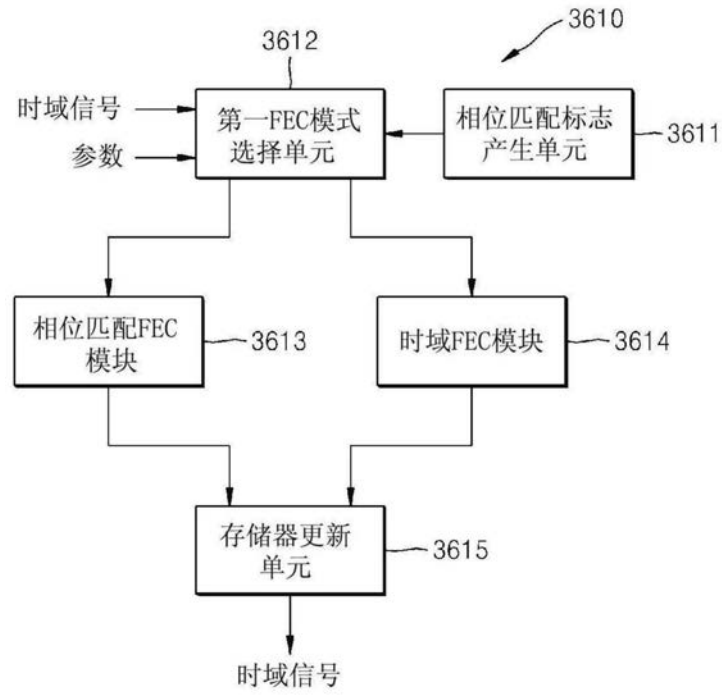 3612
3610
时域信号
参数
第一FEC模式
选择单元
相位匹配标志
产生单元
3611
相位匹配FEC
模块
3613
时域FEC模块
3614
存储器更新
单元
3615
时域信号